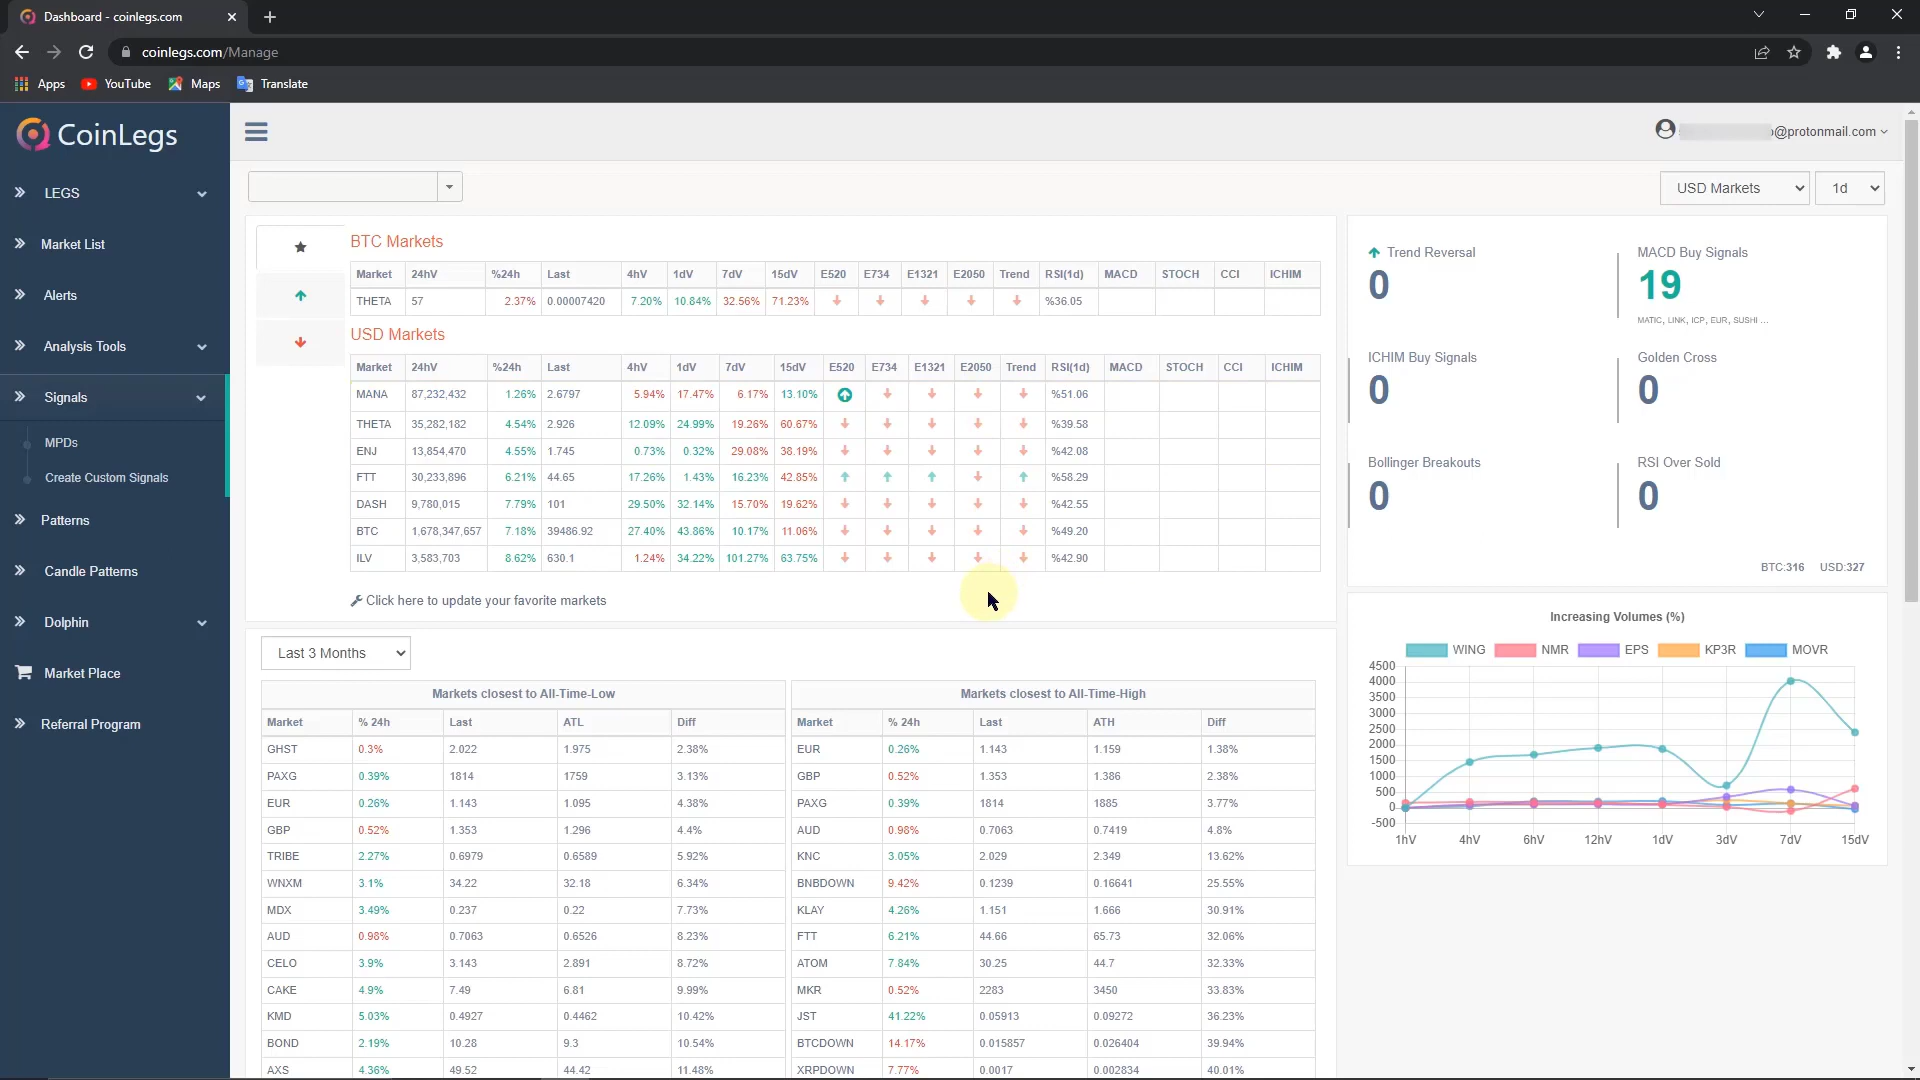 Dashboard - coinlegs.com
coinlegs.com/Manage
Apps YouTube Maps Translate
CoinLegs
@protonmail.com
LEGS
Market List
Alerts
Analysis Tools
Signals
MPDs
Create Custom Signals
Patterns
Candle Patterns
Dolphin
Market Place
Referral Program
USD Markets 1d
BTC Markets
Market 24hV %24h Last 4hV 1dV 7dV 15dV E520 E734 E1321 E2050 Trend RSI(1d) MACD STOCH CCI ICHIM
THETA 57 2.37% 0.00007420 7.20% 10.84% 32.56% 71.23% %36.05
USD Markets
Market 24hV %24h Last 4hV 1dV 7dV 15dV E520 E734 E1321 E2050 Trend RSI(1d) MACD STOCH CCI ICHIM
MANA 87,232,432 1.26% 2.6797 5.94% 17.47% 6.17% 13.10% %51.06
THETA 35,282,182 4.54% 2.926 12.09% 24.99% 19.26% 60.67% %39.58
ENJ 13,854,470 4.55% 1.745 0.73% 0.32% 29.08% 38.19% %42.08
FTT 30,233,896 6.21% 44.65 17.26% 1.43% 16.23% 42.85% %58.29
DASH 9,780,015 7.79% 101 29.50% 32.14% 15.70% 19.62% %42.55
BTC 1,678,347,657 7.18% 39486.92 27.40% 43.86% 10.17% 11.06% %49.20
ILV 3,583,703 8.62% 630.1 1.24% 34.22% 101.27% 63.75% %42.90
Click here to update your favorite markets
Trend Reversal
0
MACD Buy Signals
19
MATIC, LINK, ICP, EUR, SUSHI ...
ICHIM Buy Signals
0
Golden Cross
0
Bollinger Breakouts
0
RSI Over Sold
0
BTC:316 USD:327
Last 3 Months
Markets closest to All-Time-Low
Market % 24h Last ATL Diff
GHST 0.3% 2.022 1.975 2.38%
PAXG 0.39% 1814 1759 3.13%
EUR 0.26% 1.143 1.095 4.38%
GBP 0.52% 1.353 1.296 4.4%
TRIBE 2.27% 0.6979 0.6589 5.92%
WNXM 3.1% 34.22 32.18 6.34%
MDX 3.49% 0.237 0.22 7.73%
AUD 0.98% 0.7063 0.6526 8.23%
CELO 3.9% 3.143 2.891 8.72%
CAKE 4.9% 7.49 6.81 9.99%
KMD 5.03% 0.4927 0.4462 10.42%
BOND 2.19% 10.28 9.3 10.54%
AXS 4.36% 49.52 44.42 11.48%
Markets closest to All-Time-High
Market % 24h Last ATH Diff
EUR 0.26% 1.143 1.159 1.38%
GBP 0.52% 1.353 1.386 2.38%
PAXG 0.39% 1814 1885 3.77%
AUD 0.98% 0.7063 0.7419 4.8%
KNC 3.05% 2.029 2.349 13.62%
BNBDOWN 9.42% 0.1239 0.16641 25.55%
KLAY 4.26% 1.151 1.666 30.91%
FTT 6.21% 44.66 65.73 32.06%
ATOM 7.84% 30.25 44.7 32.33%
MKR 0.52% 2283 3450 33.83%
JST 41.22% 0.05913 0.09272 36.23%
BTCDOWN 14.17% 0.015857 0.026404 39.94%
XRPDOWN 7.77% 0.0017 0.002834 40.01%
Increasing Volumes (%)
WING NMR EPS KP3R MOVR
4500
4000
3500
3000
2500
2000
1500
1000
500
0
-500
1hV 4hV 6hV 12hV 1dV 3dV 7dV 15dV